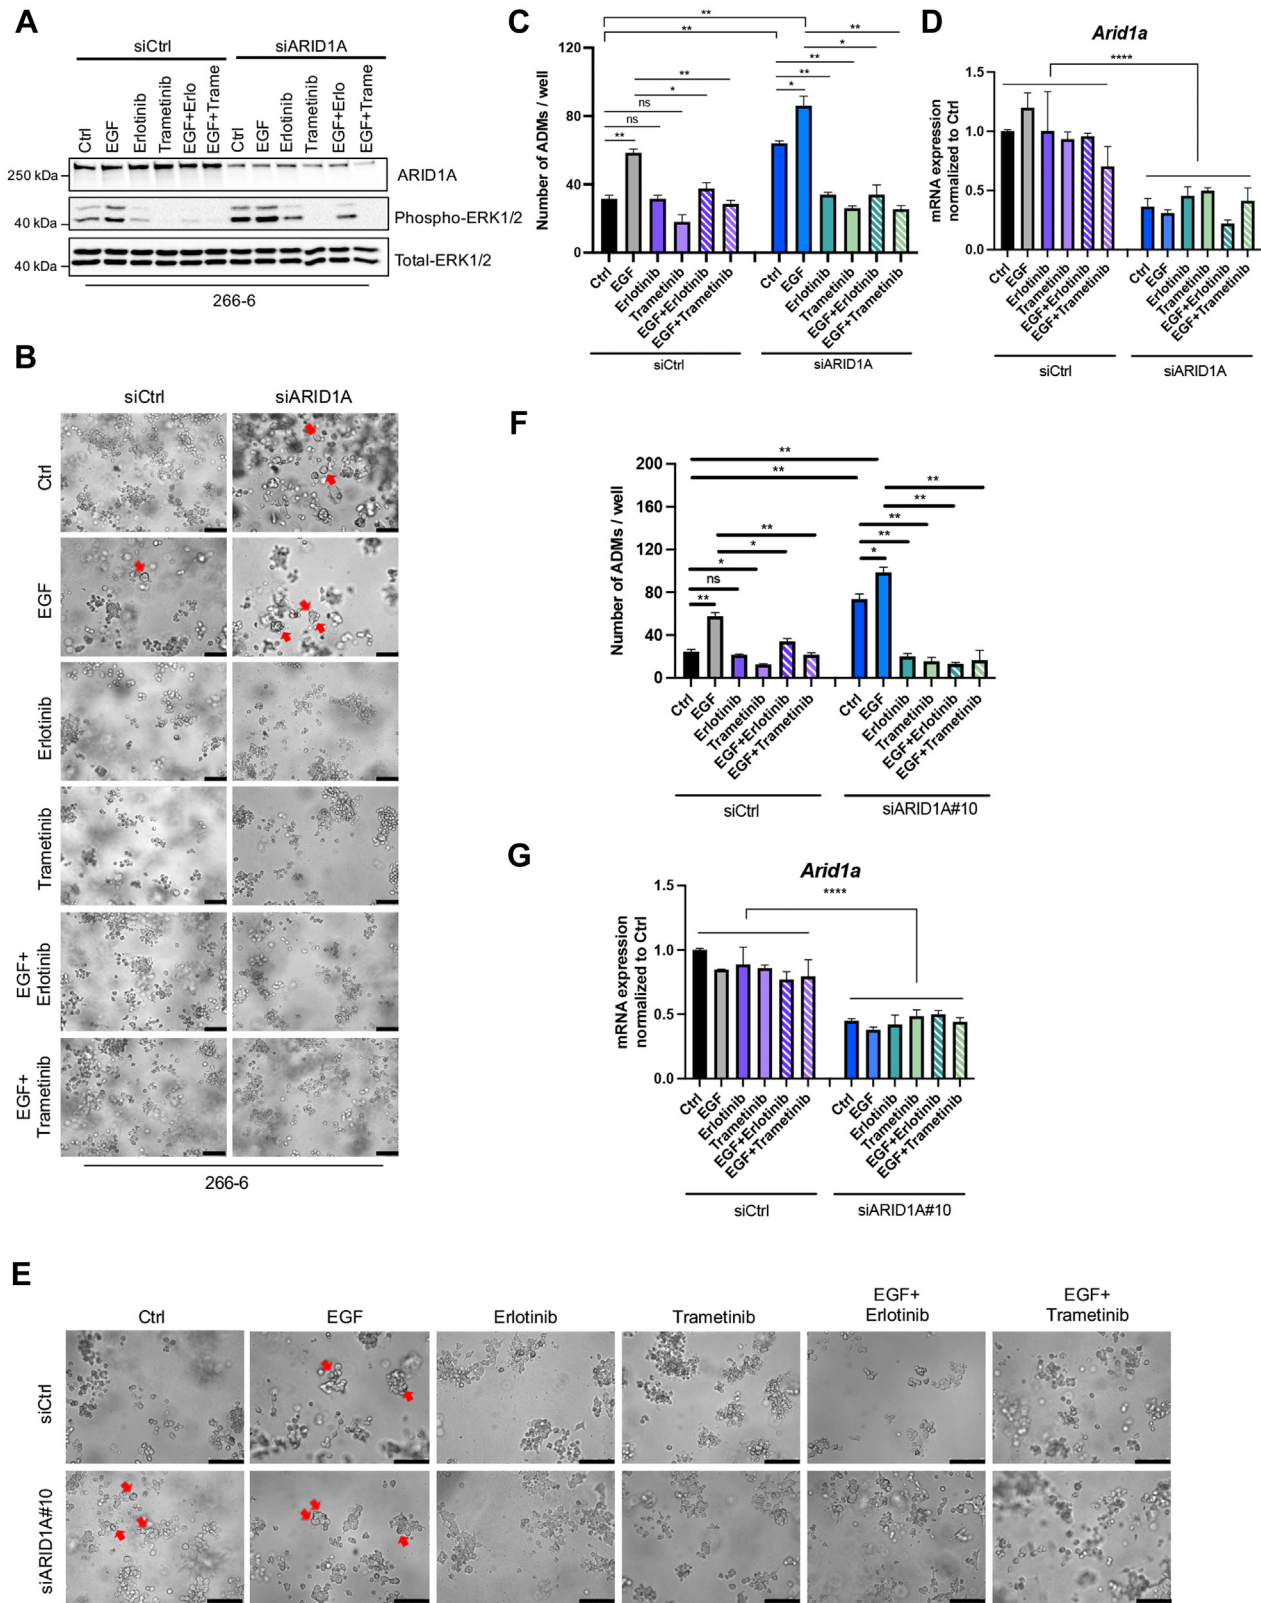 A
siCtrl
siARID1A
Ctrl
EGF
Erlotinib
Trametinib
EGF+Erlo
EGF+Trame
Ctrl
EGF
Erlotinib
Trametinib
EGF+Erlo
EGF+Trame
250 kDa
ARID1A
40 kDa
Phospho-ERK1/2
40 kDa
Total-ERK1/2
266-6
B
siCtrl
siARID1A
Ctrl
EGF
Erlotinib
Trametinib
EGF+
Erlotinib
EGF+
Trametinib
266-6
C
Number of ADMs / well
120
80
40
0
**
**
**
*
ns
ns
**
**
*
**
**
*
Ctrl
EGF
Erlotinib
Trametinib
EGF+Erlotinib
EGF+Trametinib
Ctrl
EGF
Erlotinib
Trametinib
EGF+Erlotinib
EGF+Trametinib
siCtrl
siARID1A
D
Arid1a
mRNA expression
normalized to Ctrl
1.5
1.0
0.5
0.0
****
Ctrl
EGF
Erlotinib
Trametinib
EGF+Erlotinib
EGF+Trametinib
Ctrl
EGF
Erlotinib
Trametinib
EGF+Erlotinib
EGF+Trametinib
siCtrl
siARID1A
F
Number of ADMs / well
200
160
120
80
40
0
**
**
**
*
*
ns
**
**
**
**
**
*
Ctrl
EGF
Erlotinib
Trametinib
EGF+Erlotinib
EGF+Trametinib
Ctrl
EGF
Erlotinib
Trametinib
EGF+Erlotinib
EGF+Trametinib
siCtrl
siARID1A#10
G
Arid1a
mRNA expression
normalized to Ctrl
1.5
1.0
0.5
0.0
****
Ctrl
EGF
Erlotinib
Trametinib
EGF+Erlotinib
EGF+Trametinib
Ctrl
EGF
Erlotinib
Trametinib
EGF+Erlotinib
EGF+Trametinib
siCtrl
siARID1A#10
E
Ctrl
EGF
Erlotinib
Trametinib
EGF+
Erlotinib
EGF+
Trametinib
siCtrl
siARID1A#10